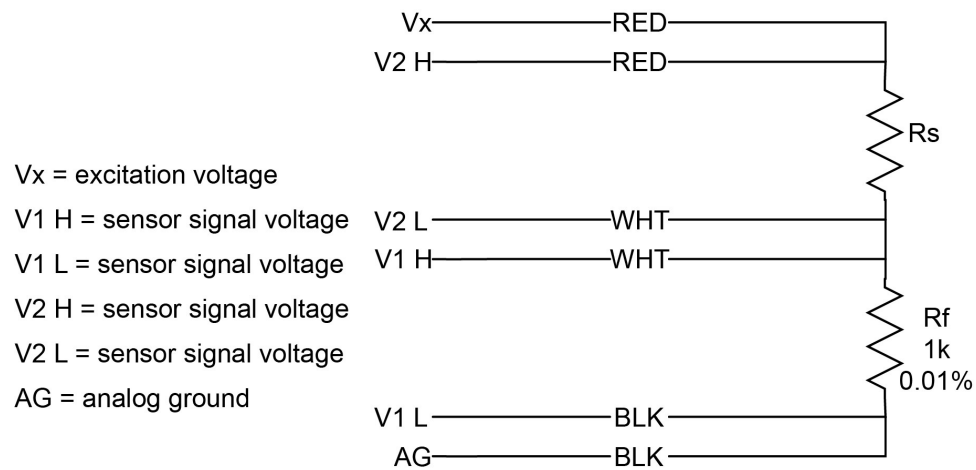 Vx RED
V2 H RED
Rs
Vx = excitation voltage
V1 H = sensor signal voltage
V1 L = sensor signal voltage
V2 H = sensor signal voltage
V2 L = sensor signal voltage
AG = analog ground
V2 L WHT
V1 H WHT
Rf
1k
0.01%
V1 L BLK
AG BLK